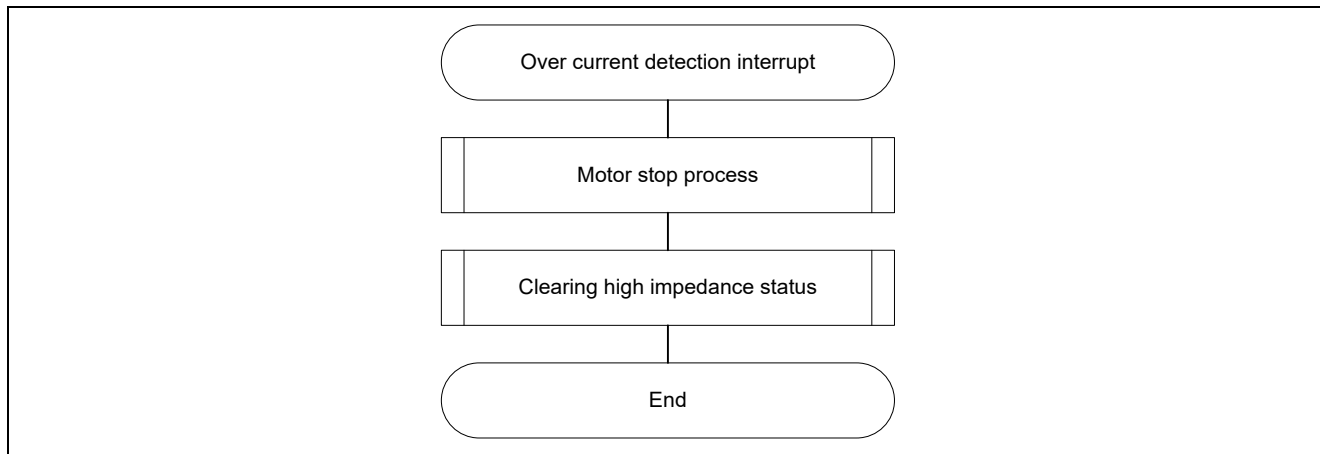 Over current detection interrupt
Motor stop process
Clearing high impedance status
End